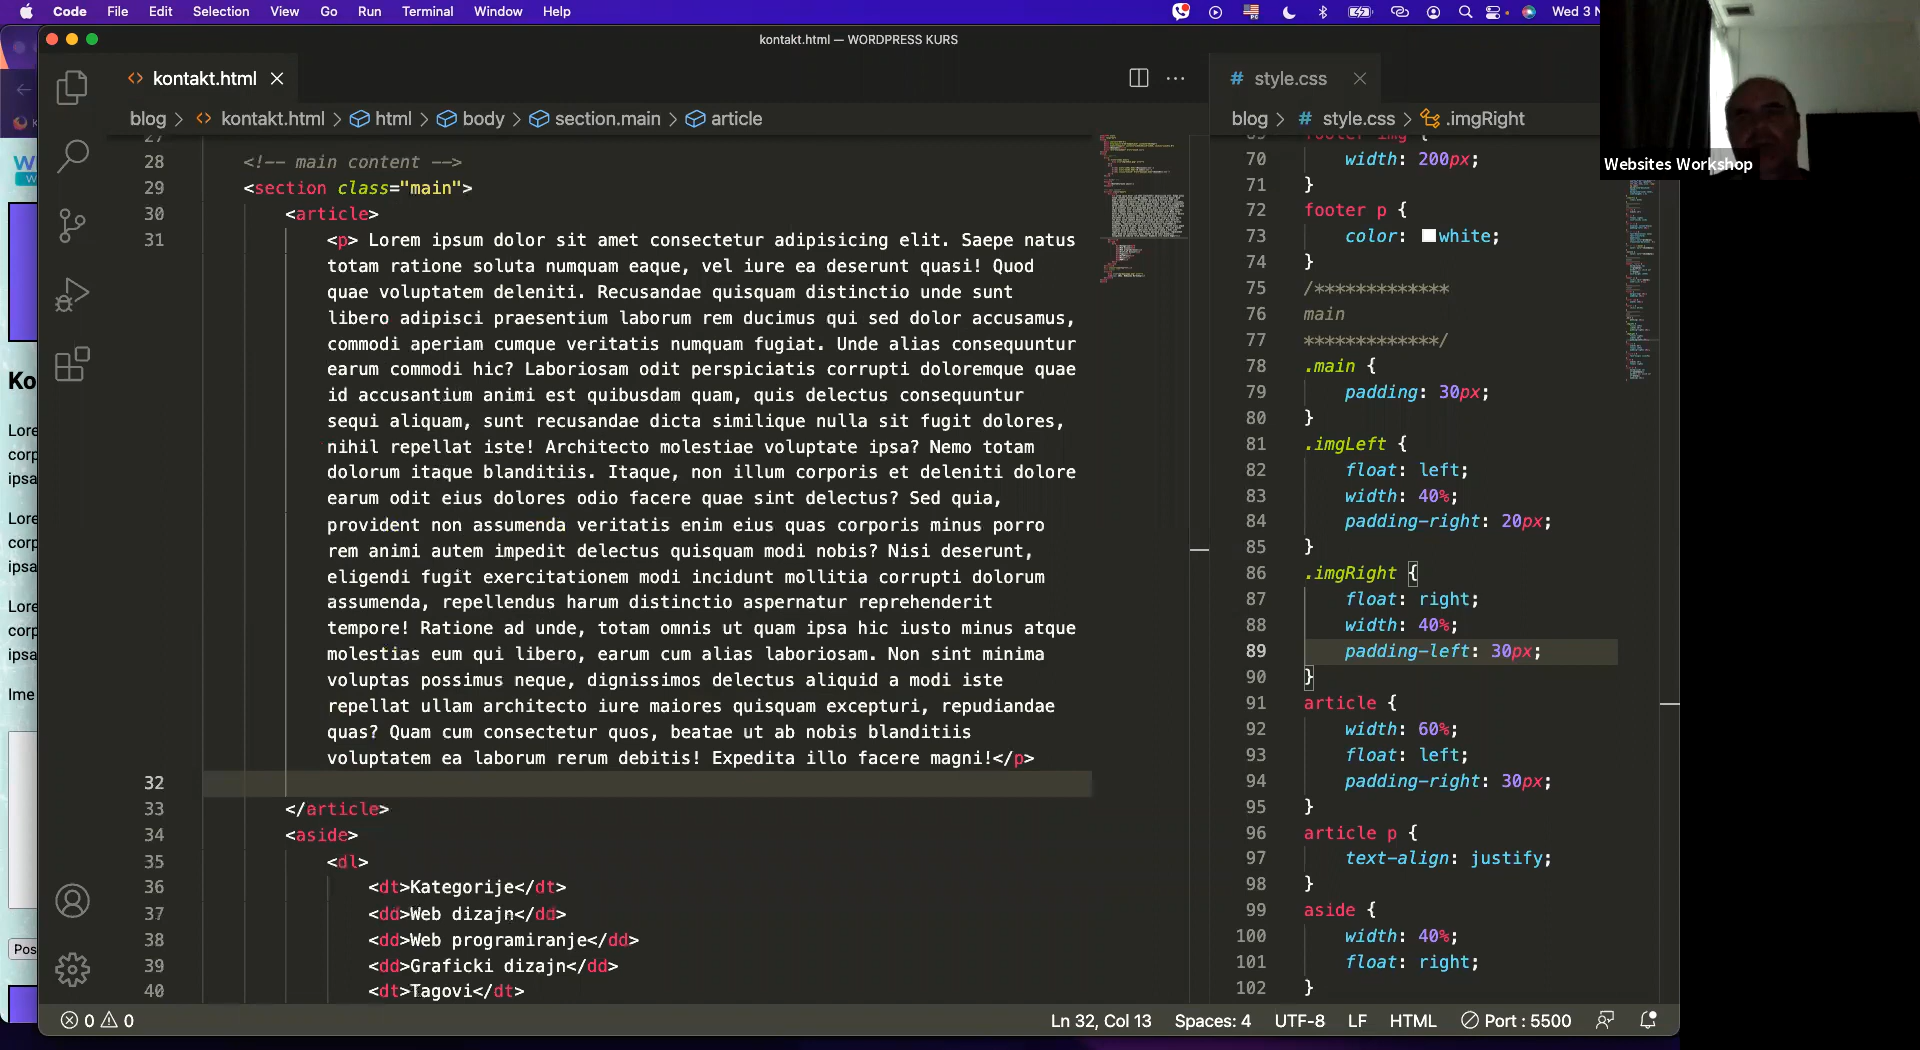 Code File Edit Selection View Go Run Terminal Window Help
Wed 3 N
kontakt.html — WORDPRESS KURS
kontakt.html
blog > kontakt.html > html > body > section.main > article
27
28 <!-- main content -->
29 <section class="main">
30 <article>
31 <p> Lorem ipsum dolor sit amet consectetur adipisicing elit. Saepe natus
totam ratione soluta numquam eaque, vel iure ea deserunt quasi! Quod
quae voluptatem deleniti. Recusandae quisquam distinctio unde sunt
libero adipisci praesentium laborum rem ducimus qui sed dolor accusamus,
commodi aperiam cumque veritatis numquam fugiat. Unde alias consequuntur
earum commodi hic? Laboriosam odit perspiciatis corrupti doloremque quae
id accusantium animi est quibusdam quam, quis delectus consequuntur
sequi aliquam, sunt recusandae dicta similique nulla sit fugit dolores,
nihil repellat iste! Architecto molestiae voluptate ipsa? Nemo totam
dolorum itaque blanditiis. Itaque, non illum corporis et deleniti dolore
earum odit eius dolores odio facere quae sint delectus? Sed quia,
provident non assumenda veritatis enim eius quas corporis minus porro
rem animi autem impedit delectus quisquam modi nobis? Nisi deserunt,
eligendi fugit exercitationem modi incidunt mollitia corrupti dolorum
assumenda, repellendus harum distinctio aspernatur reprehenderit
tempore! Ratione ad unde, totam omnis ut quam ipsa hic iusto minus atque
molestias eum qui libero, earum cum alias laboriosam. Non sint minima
voluptas possimus neque, dignissimos delectus aliquid a modi iste
repellat ullam architecto iure maiores quisquam excepturi, repudiandae
quas? Quam cum consectetur quos, beatae ut ab nobis blanditiis
voluptatem ea laborum rerum debitis! Expedita illo facere magni!</p>
32
33 </article>
34 <aside>
35 <dl>
36 <dt>Kategorije</dt>
37 <dd>Web dizajn</dd>
38 <dd>Web programiranje</dd>
39 <dd>Graficki dizajn</dd>
40 <dt>Tagovi</dt>
# style.css
blog > # style.css > .imgRight
69 footer img {
70 width: 200px;
71 }
72 footer p {
73 color: white;
74 }
75 /*************
76 main
77 *************/
78 .main {
79 padding: 30px;
80 }
81 .imgLeft {
82 float: left;
83 width: 40%;
84 padding-right: 20px;
85 }
86 .imgRight {
87 float: right;
88 width: 40%;
89 padding-left: 30px;
90 }
91 article {
92 width: 60%;
93 float: left;
94 padding-right: 30px;
95 }
96 article p {
97 text-align: justify;
98 }
99 aside {
100 width: 40%;
101 float: right;
102 }
Websites Workshop
Ko
Lore
corp
ipsa
Lore
corp
ipsa
Lore
corp
ipsa
Ime
Pos
0 0
Ln 32, Col 13 Spaces: 4 UTF-8 LF HTML Port : 5500